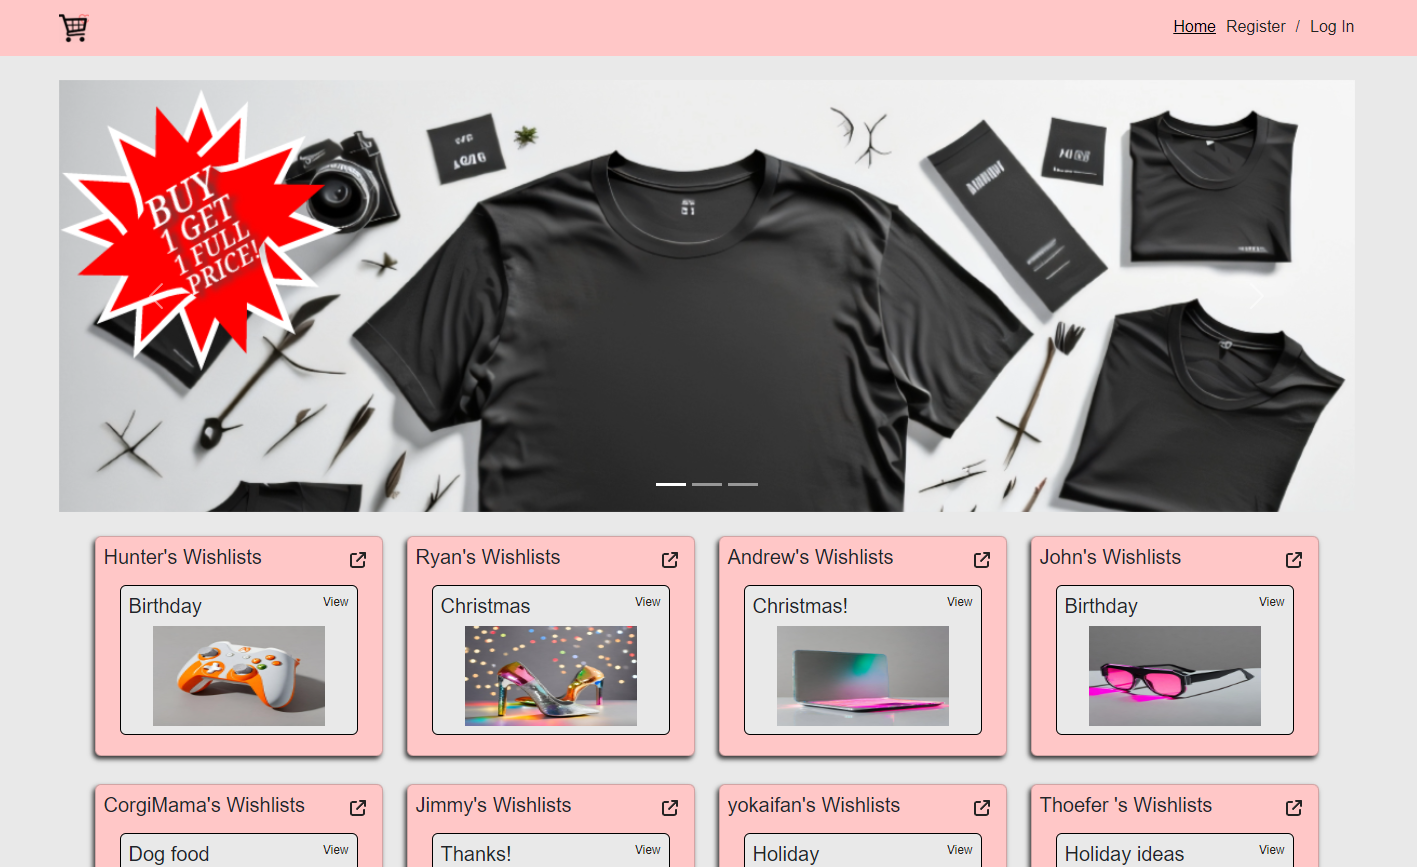 Home Register / Log In
BUY
1 GET
1 FULL
PRICE!
Hunter's Wishlists
Birthday View
Ryan's Wishlists
Christmas View
Andrew's Wishlists
Christmas! View
John's Wishlists
Birthday View
CorgiMama's Wishlists
Dog food View
Jimmy's Wishlists
Thanks! View
yokaifan's Wishlists
Holiday View
Thoefer 's Wishlists
Holiday ideas View